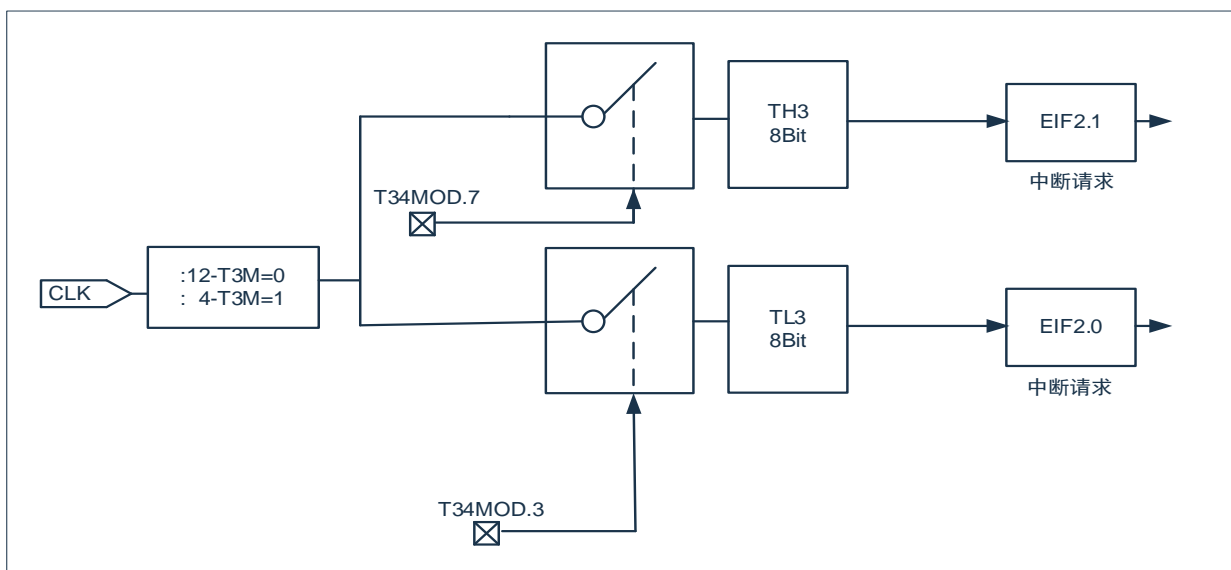 TH3
8Bit
EIF2.1
中断请求
T34MOD.7
CLK
:12-T3M=0
: 4-T3M=1
TL3
8Bit
EIF2.0
中断请求
T34MOD.3